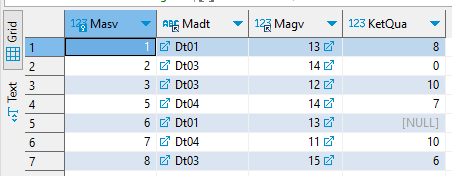 Grid
Text
Masv Madt Magv KetQua
1 1 Dt01 13 8
2 2 Dt03 14 0
3 3 Dt03 12 10
4 5 Dt04 14 7
5 6 Dt01 13 [NULL]
6 7 Dt04 11 10
7 8 Dt03 15 6